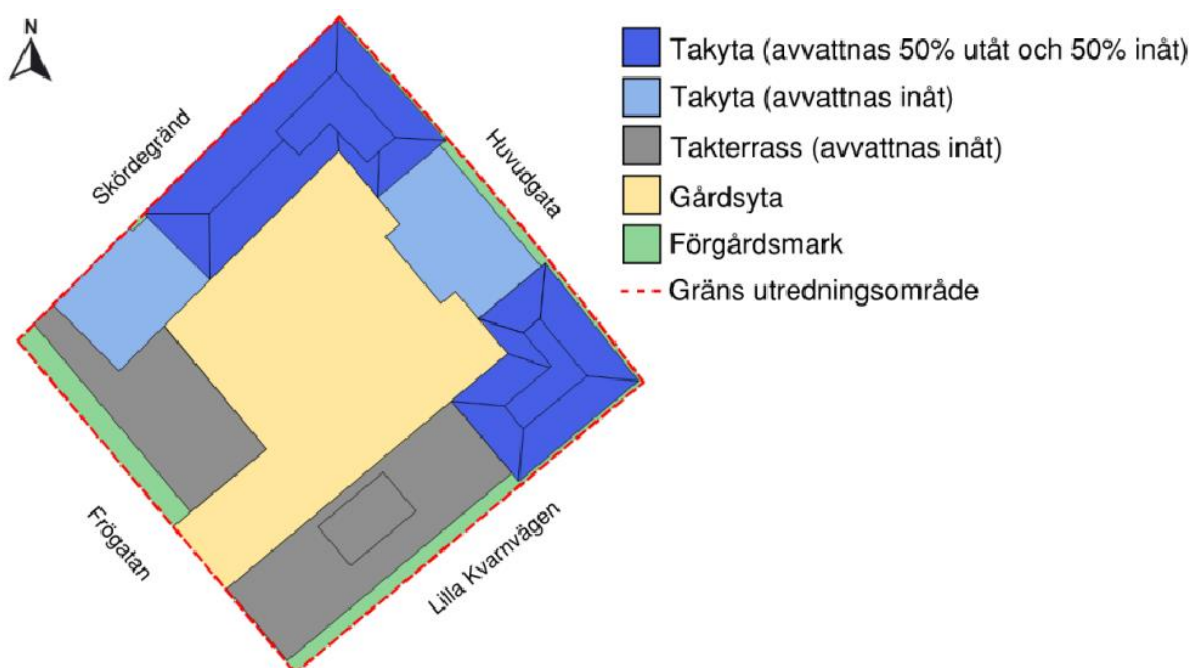 N
Skördegränd
Huvudgata
Frögatan
Lilla Kvarnvägen
Takyta (avvattnas 50% utåt och 50% inåt)
Takyta (avvattnas inåt)
Takterrass (avvattnas inåt)
Gårdsyta
Förgårdsmark
Gräns utredningsområde